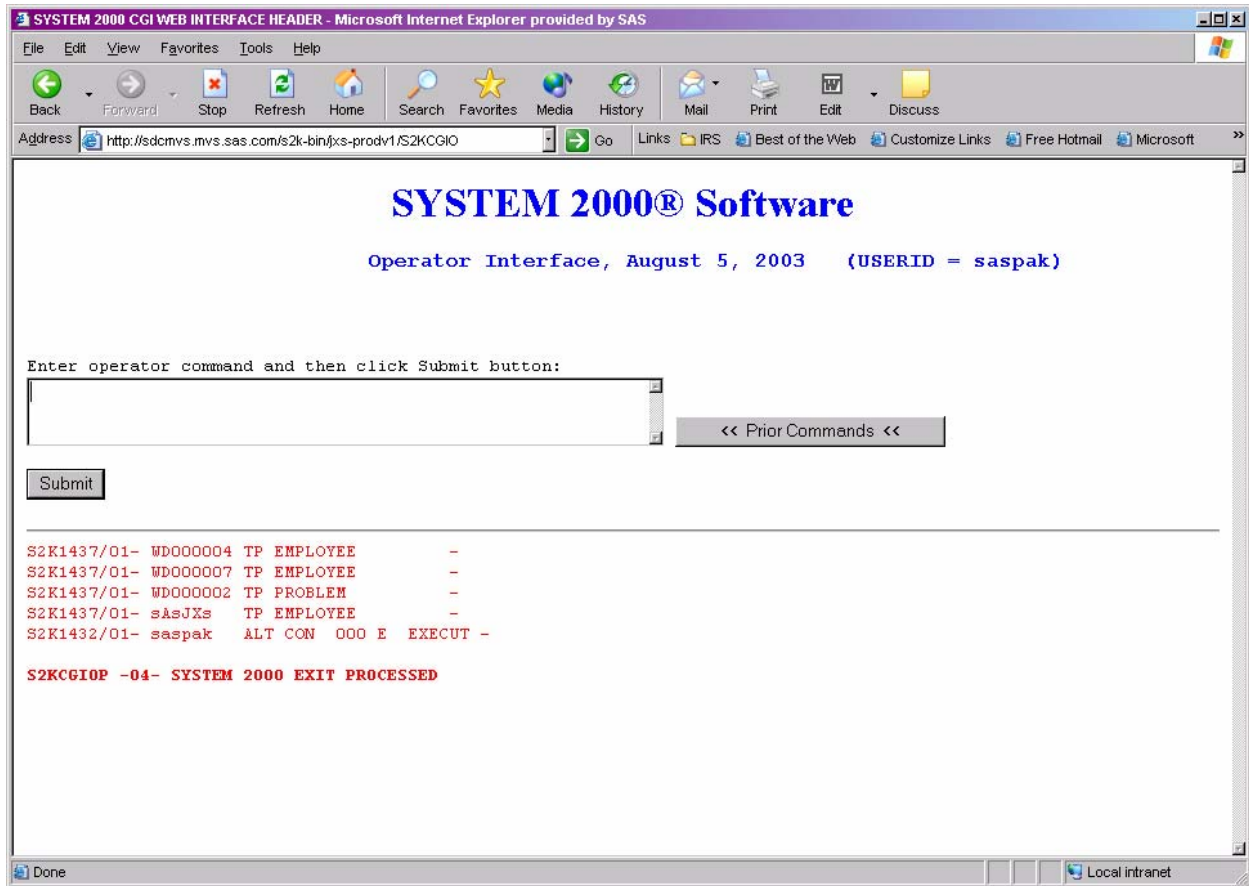 SYSTEM 2000 CGI WEB INTERFACE HEADER - Microsoft Internet Explorer provided by SAS
File Edit View Favorites Tools Help
Back Forward Stop Refresh Home Search Favorites Media History Mail Print Edit Discuss
Address http://sdcmvs.mvs.sas.com/s2k-bin/jxs-prodv1/S2KCGIO Go Links IRS Best of the Web Customize Links Free Hotmail Microsoft »
SYSTEM 2000® Software
Operator Interface, August 5, 2003 (USERID = saspak)
Enter operator command and then click Submit button:
<< Prior Commands <<
Submit
S2K1437/01- WD000004 TP EMPLOYEE -
S2K1437/01- WD000007 TP EMPLOYEE -
S2K1437/01- WD000002 TP PROBLEM -
S2K1437/01- sAsJXs TP EMPLOYEE -
S2K1432/01- saspak ALT CON 000 E EXECUT -
S2KCGI0P -04- SYSTEM 2000 EXIT PROCESSED
Done
Local intranet